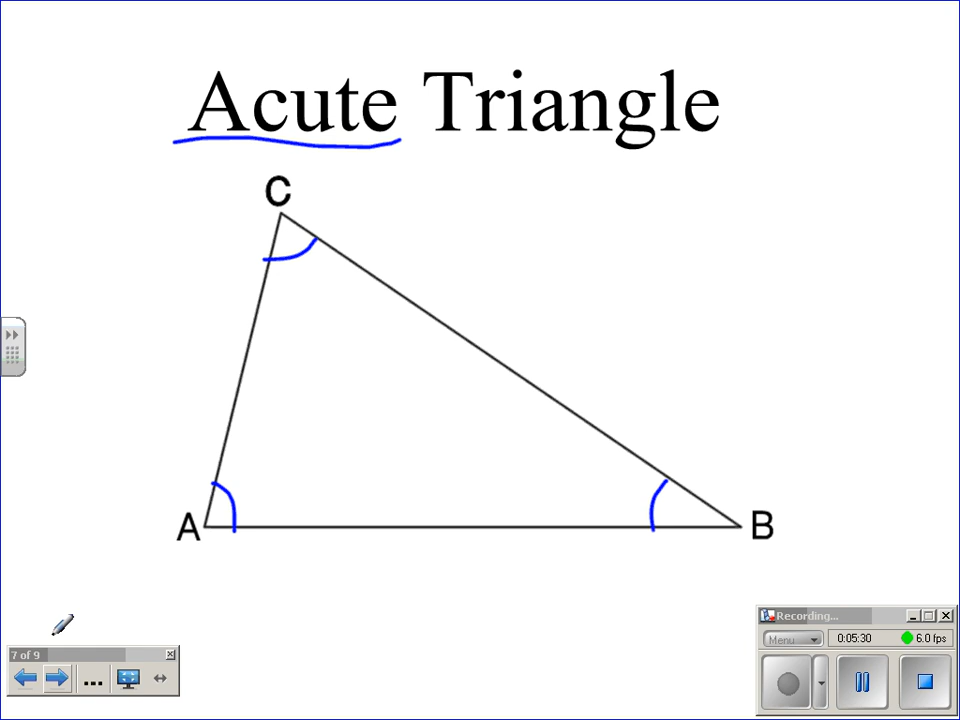 Acute Triangle
C
A
B
7 of 9
...
Recording...
Menu
0:05:30
6.0 fps